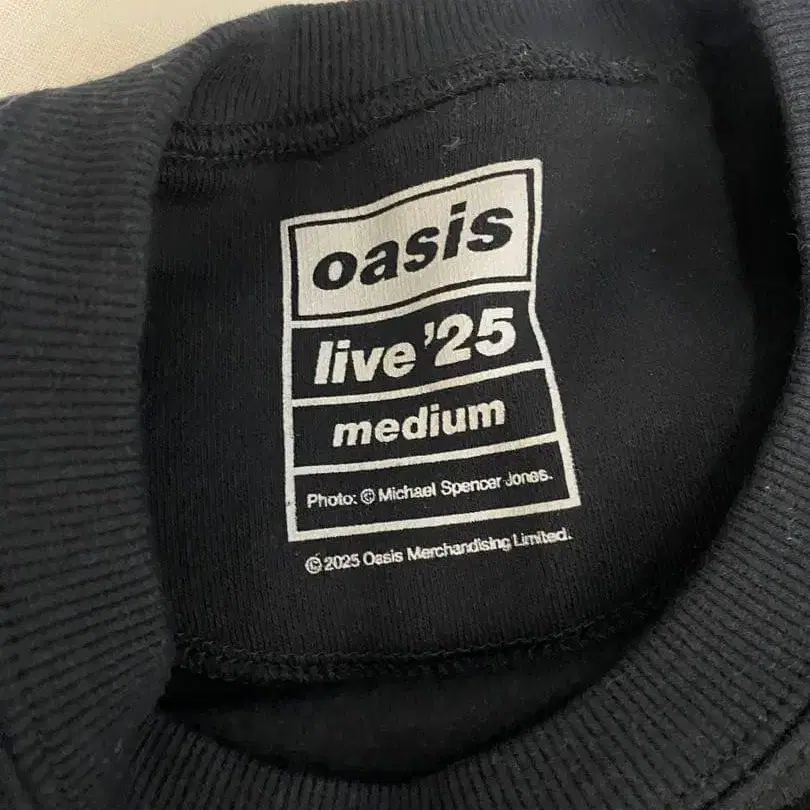 oasis
live '25
medium
Photo: © Michael Spencer Jones.
© 2025 Oasis Merchandising Limited.